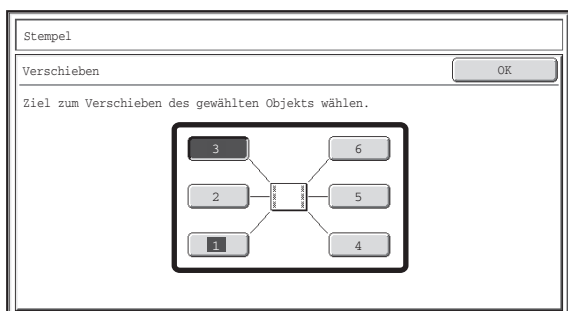 Stempel
Verschieben OK
Ziel zum Verschieben des gewählten Objekts wählen.
3 6
2 5
1 4